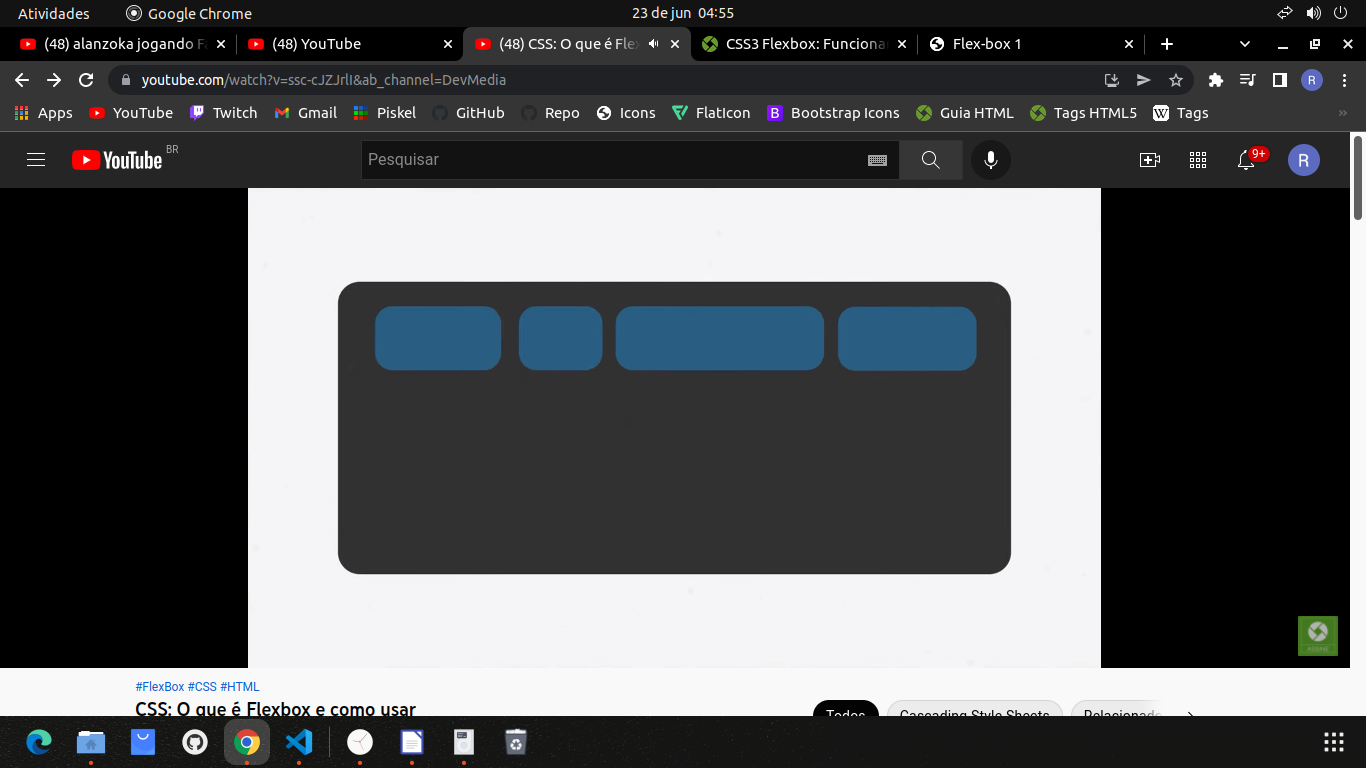 Atividades
Google Chrome
23 de jun 04:55
(48) alanzoka jogando Fa
(48) YouTube
(48) CSS: O que é Flex
CSS3 Flexbox: Funciona
Flex-box 1
youtube.com/watch?v=ssc-cJZJrlI&ab_channel=DevMedia
R
Apps
YouTube
Twitch
Gmail
Piskel
GitHub
Repo
Icons
FlatIcon
B
Bootstrap Icons
Guia HTML
Tags HTML5
W
Tags
YouTube
BR
Pesquisar
9+
R
#FlexBox #CSS #HTML
CSS: O que é Flexbox e como usar
Todos
Cascading Style Sheets
Relacionado